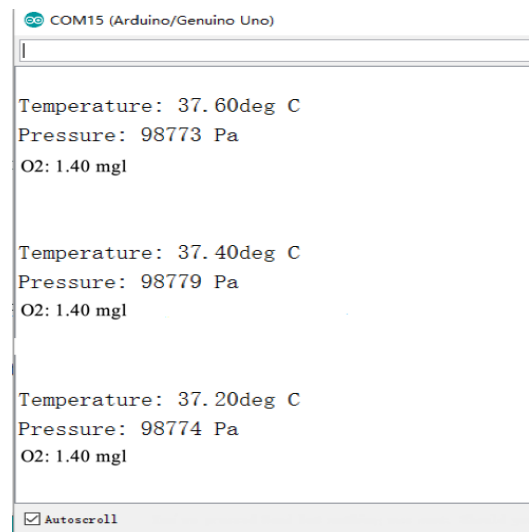 COM15 (Arduino/Genuino Uno)
Temperature: 37.60deg C
Pressure: 98773 Pa
O2: 1.40 mgl
Temperature: 37.40deg C
Pressure: 98779 Pa
O2: 1.40 mgl
Temperature: 37.20deg C
Pressure: 98774 Pa
O2: 1.40 mgl
Autoscroll